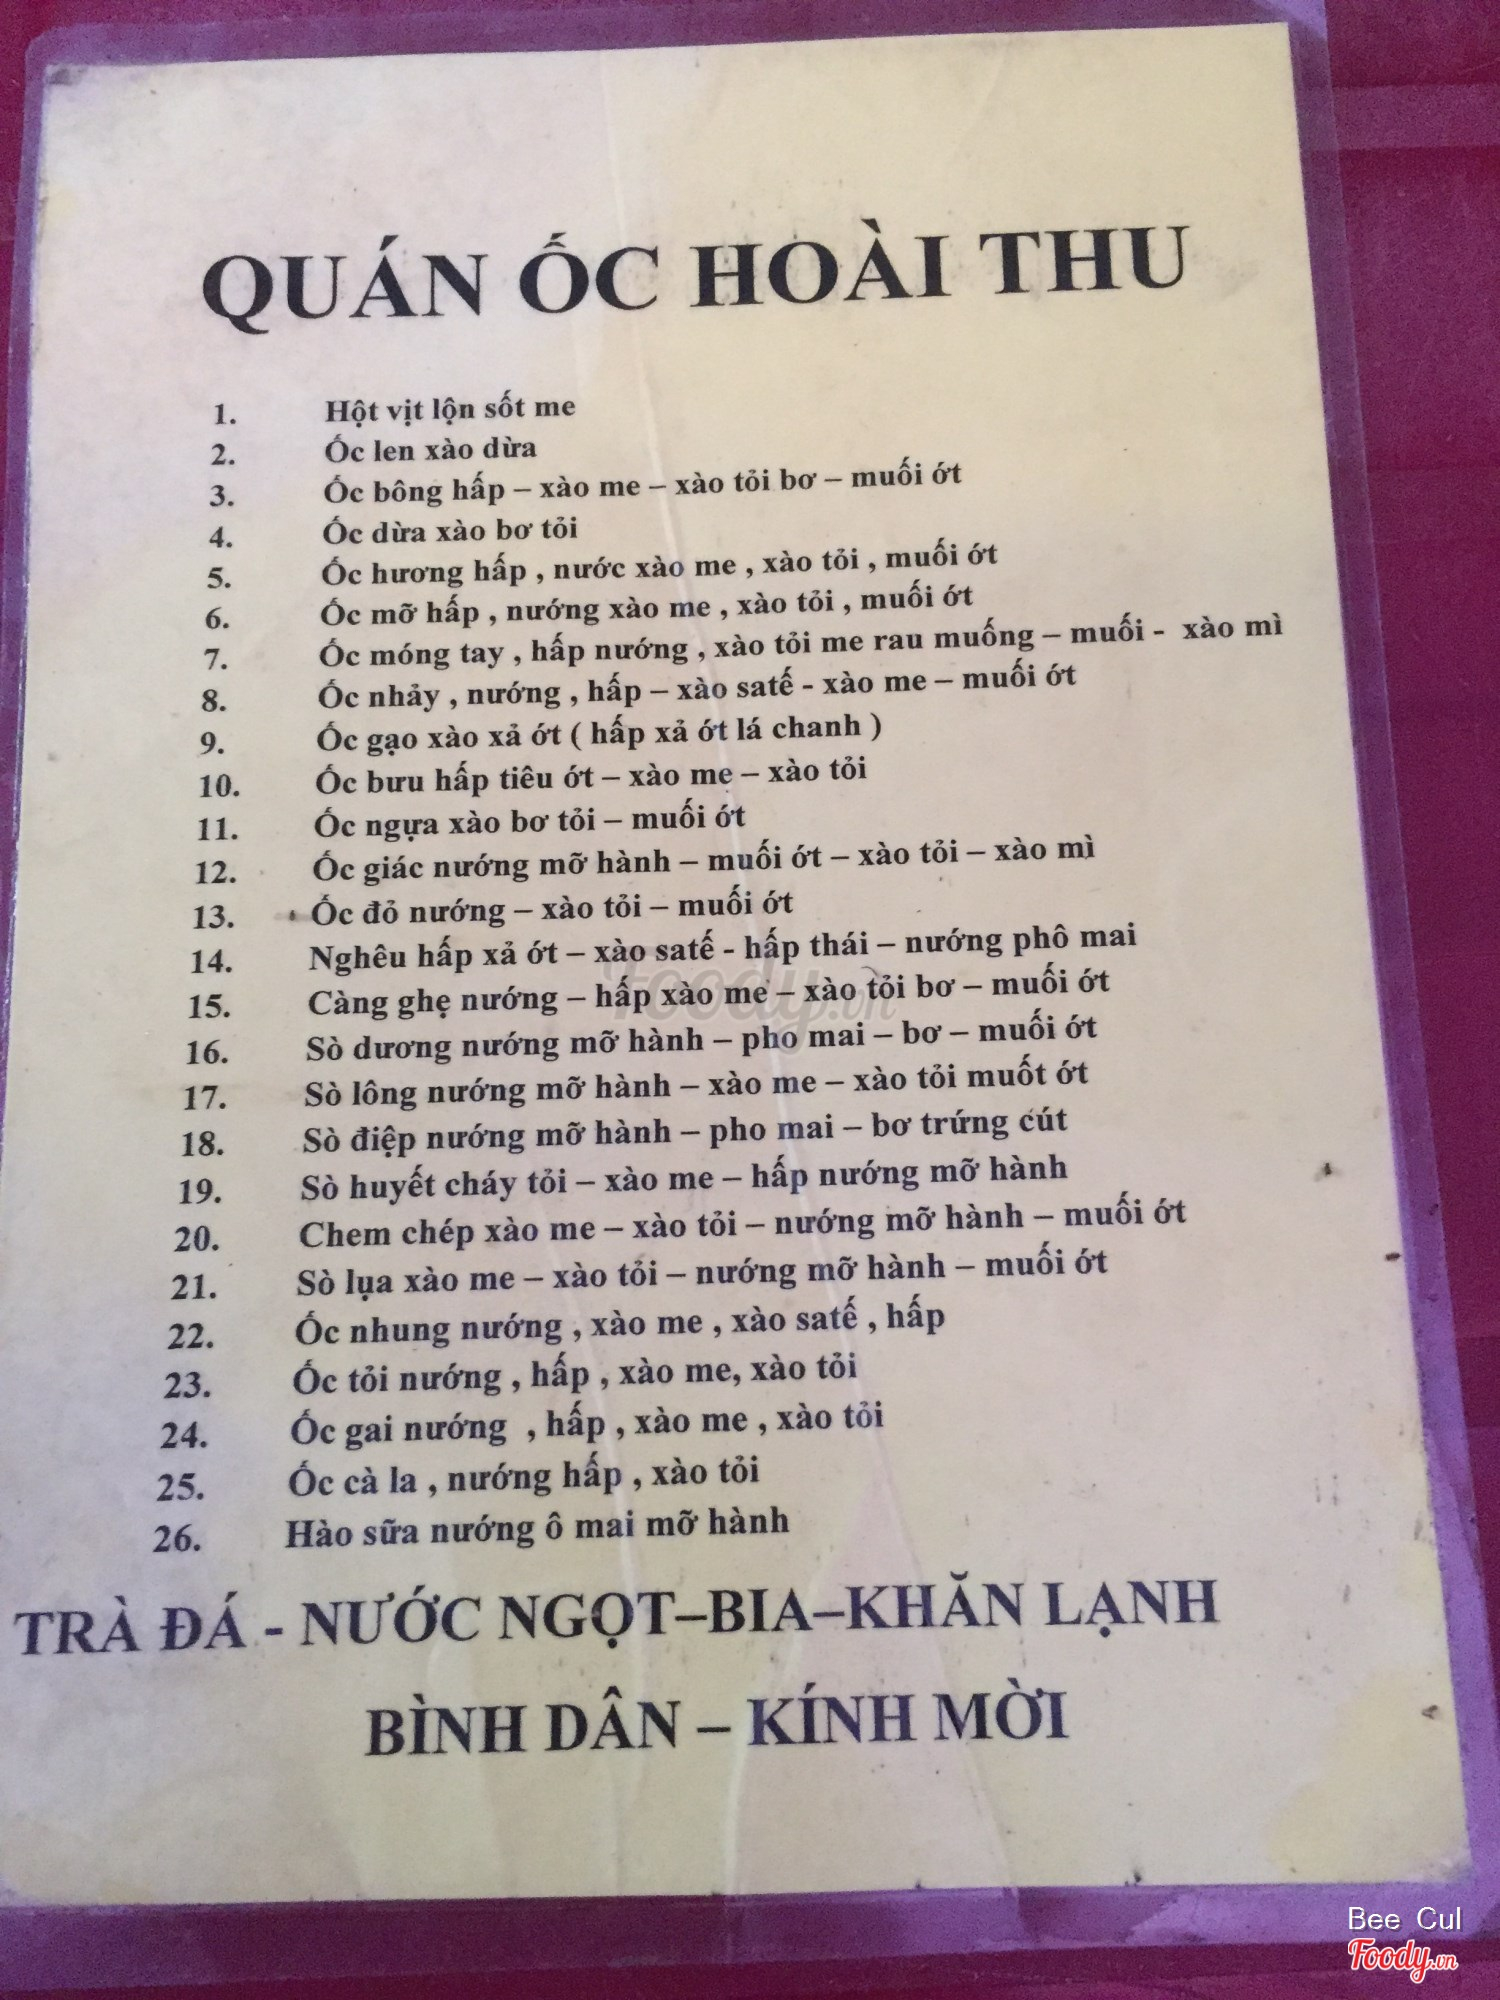 QUÁN ỐC HOÀI THU
1. Hột vịt lộn sốt me
2. Ốc len xào dừa
3. Ốc bông hấp – xào me – xào tỏi bơ – muối ớt
4. Ốc dừa xào bơ tỏi
5. Ốc hương hấp , nước xào me , xào tỏi , muối ớt
6. Ốc mỡ hấp , nướng xào me , xào tỏi , muối ớt
7. Ốc móng tay , hấp nướng , xào tỏi me rau muống – muối - xào mì
8. Ốc nhảy , nướng , hấp – xào satế - xào me – muối ớt
9. Ốc gạo xào xả ớt ( hấp xả ớt lá chanh )
10. Ốc bưu hấp tiêu ớt – xào me – xào tỏi
11. Ốc ngựa xào bơ tỏi – muối ớt
12. Ốc giác nướng mỡ hành – muối ớt – xào tỏi – xào mì
13. Ốc đỏ nướng – xào tỏi – muối ớt
14. Nghêu hấp xả ớt – xào satế - hấp thái – nướng phô mai
15. Càng ghẹ nướng – hấp xào me – xào tỏi bơ – muối ớt
16. Sò dương nướng mỡ hành – pho mai – bơ – muối ớt
17. Sò lông nướng mỡ hành – xào me – xào tỏi muốt ớt
18. Sò điệp nướng mỡ hành – pho mai – bơ trứng cút
19. Sò huyết cháy tỏi – xào me – hấp nướng mỡ hành
20. Chem chép xào me – xào tỏi – nướng mỡ hành – muối ớt
21. Sò lụa xào me – xào tỏi – nướng mỡ hành – muối ớt
22. Ốc nhung nướng , xào me , xào satế , hấp
23. Ốc tỏi nướng , hấp , xào me, xào tỏi
24. Ốc gai nướng , hấp , xào me , xào tỏi
25. Ốc cà la , nướng hấp , xào tỏi
26. Hào sữa nướng ô mai mỡ hành
TRÀ ĐÁ - NƯỚC NGỌT–BIA–KHĂN LẠNH
BÌNH DÂN – KÍNH MỜI
Foody.vn
Bee Cul
Foody.vn